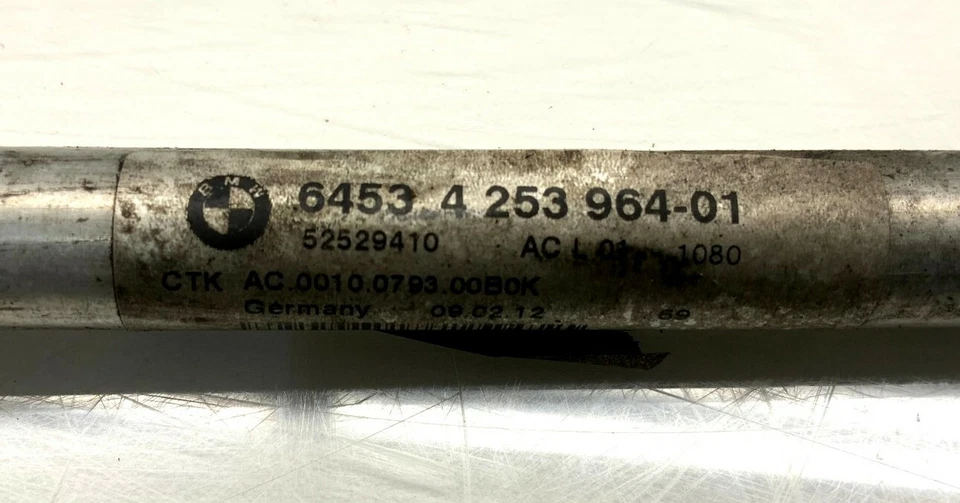 BMW
6453 4 253 964-01
52529410 AC L 01 1080
CTK AC.0010.0793.00B0K
Germany 09.02.12 69